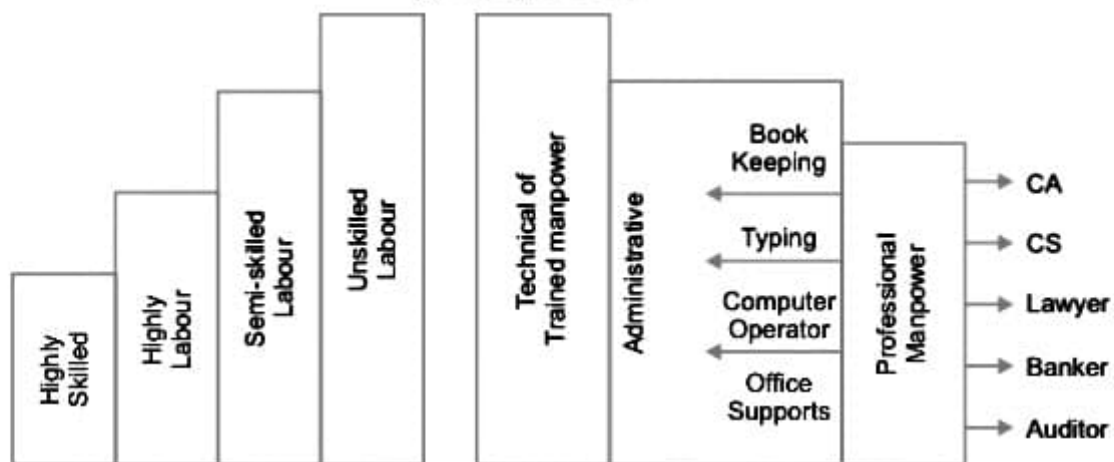 Highly
Skilled
Highly
Labour
Semi-skilled
Labour
Unskilled
Labour
Technical of
Trained manpower
Administrative
Book
Keeping
Typing
Computer
Operator
Office
Supports
Professional
Manpower
CA
CS
Lawyer
Banker
Auditor